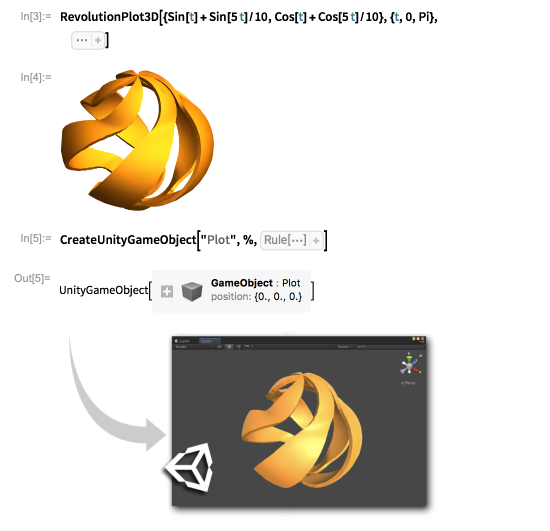 In[3]:= RevolutionPlot3D[{Sin[t]+Sin[5 t]/10, Cos[t]+Cos[5 t]/10}, {t, 0, Pi},
⋯ +]
In[4]:=
In[5]:= CreateUnityGameObject["Plot", %, Rule[⋯] +]
Out[5]= UnityGameObject[ + GameObject : Plot
position: {0., 0., 0.} ]